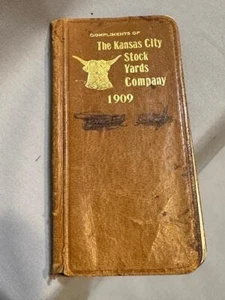 COMPLIMENTS OF
The Kansas City
Stock
Yards
Company
1909